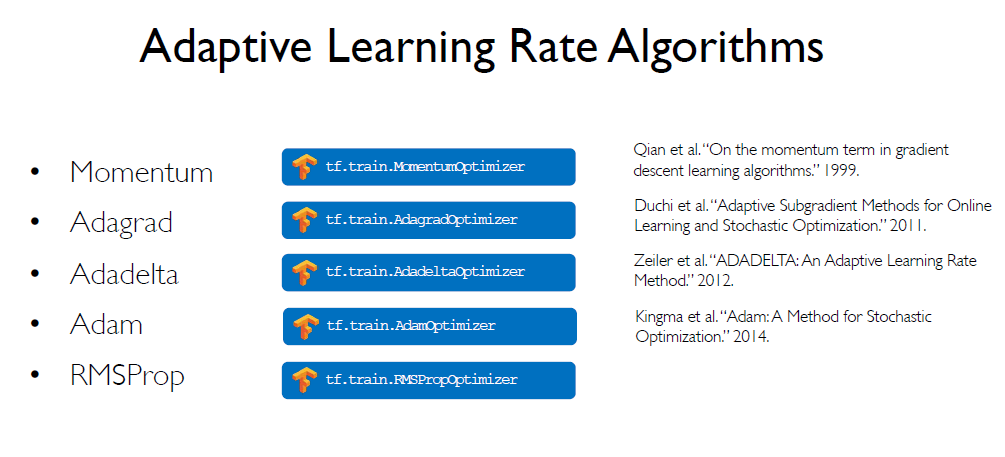 Adaptive Learning Rate Algorithms
• Momentum
tf.train.MomentumOptimizer
Qian et al. “On the momentum term in gradient
descent learning algorithms.” 1999.
• Adagrad
tf.train.AdagradOptimizer
Duchi et al. “Adaptive Subgradient Methods for Online
Learning and Stochastic Optimization.” 2011.
• Adadelta
tf.train.AdadeltaOptimizer
Zeiler et al. “ADADELTA: An Adaptive Learning Rate
Method.” 2012.
• Adam
tf.train.AdamOptimizer
Kingma et al. “Adam: A Method for Stochastic
Optimization.” 2014.
• RMSProp
tf.train.RMSPropOptimizer